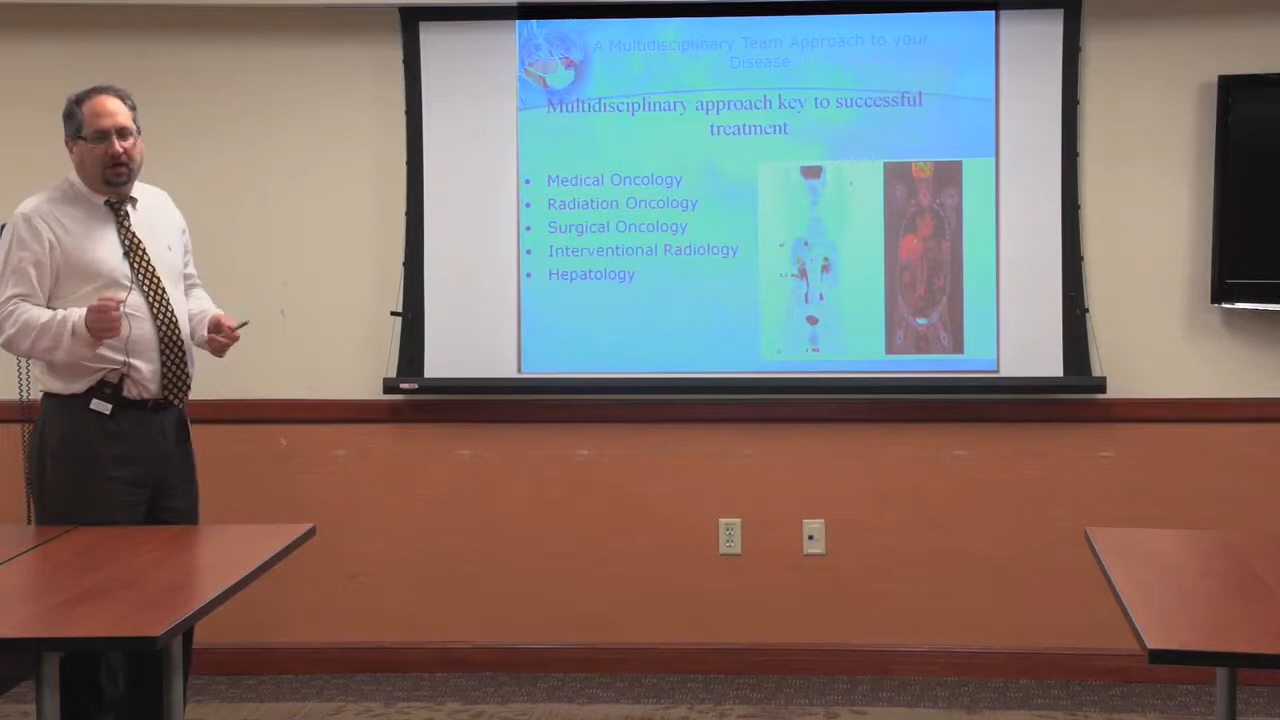 A Multidisciplinary Team Approach to your
Disease
Multidisciplinary approach key to successful
treatment
• Medical Oncology
• Radiation Oncology
• Surgical Oncology
• Interventional Radiology
• Hepatology